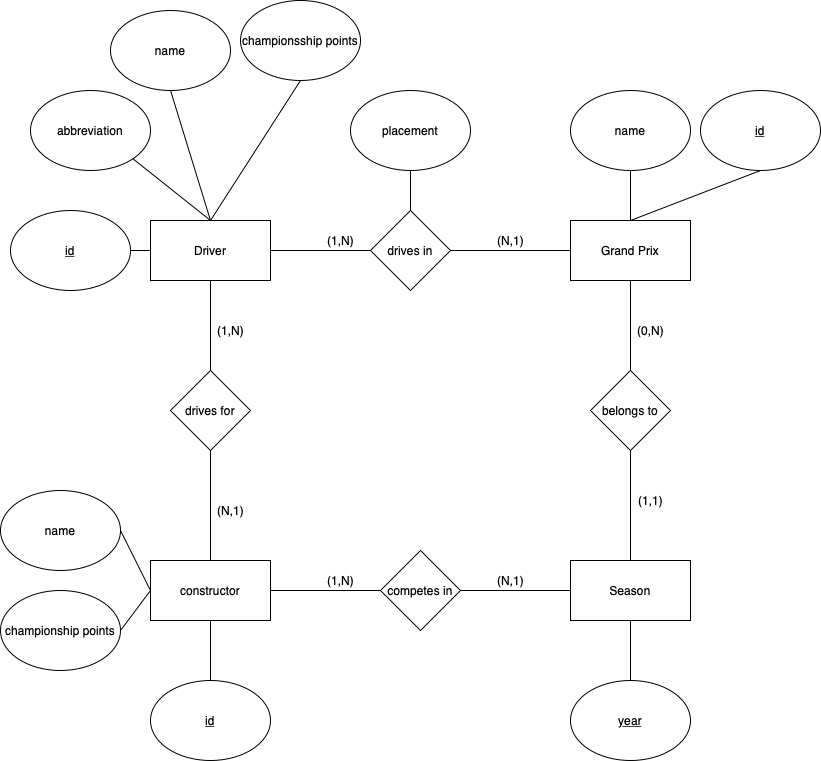 championsship points
name
abbreviation
placement
name
id
id
Driver
(1,N)
drives in
(N,1)
Grand Prix
(1,N)
(0,N)
drives for
belongs to
(N,1)
(1,1)
name
constructor
(1,N)
competes in
(N,1)
Season
championship points
id
year